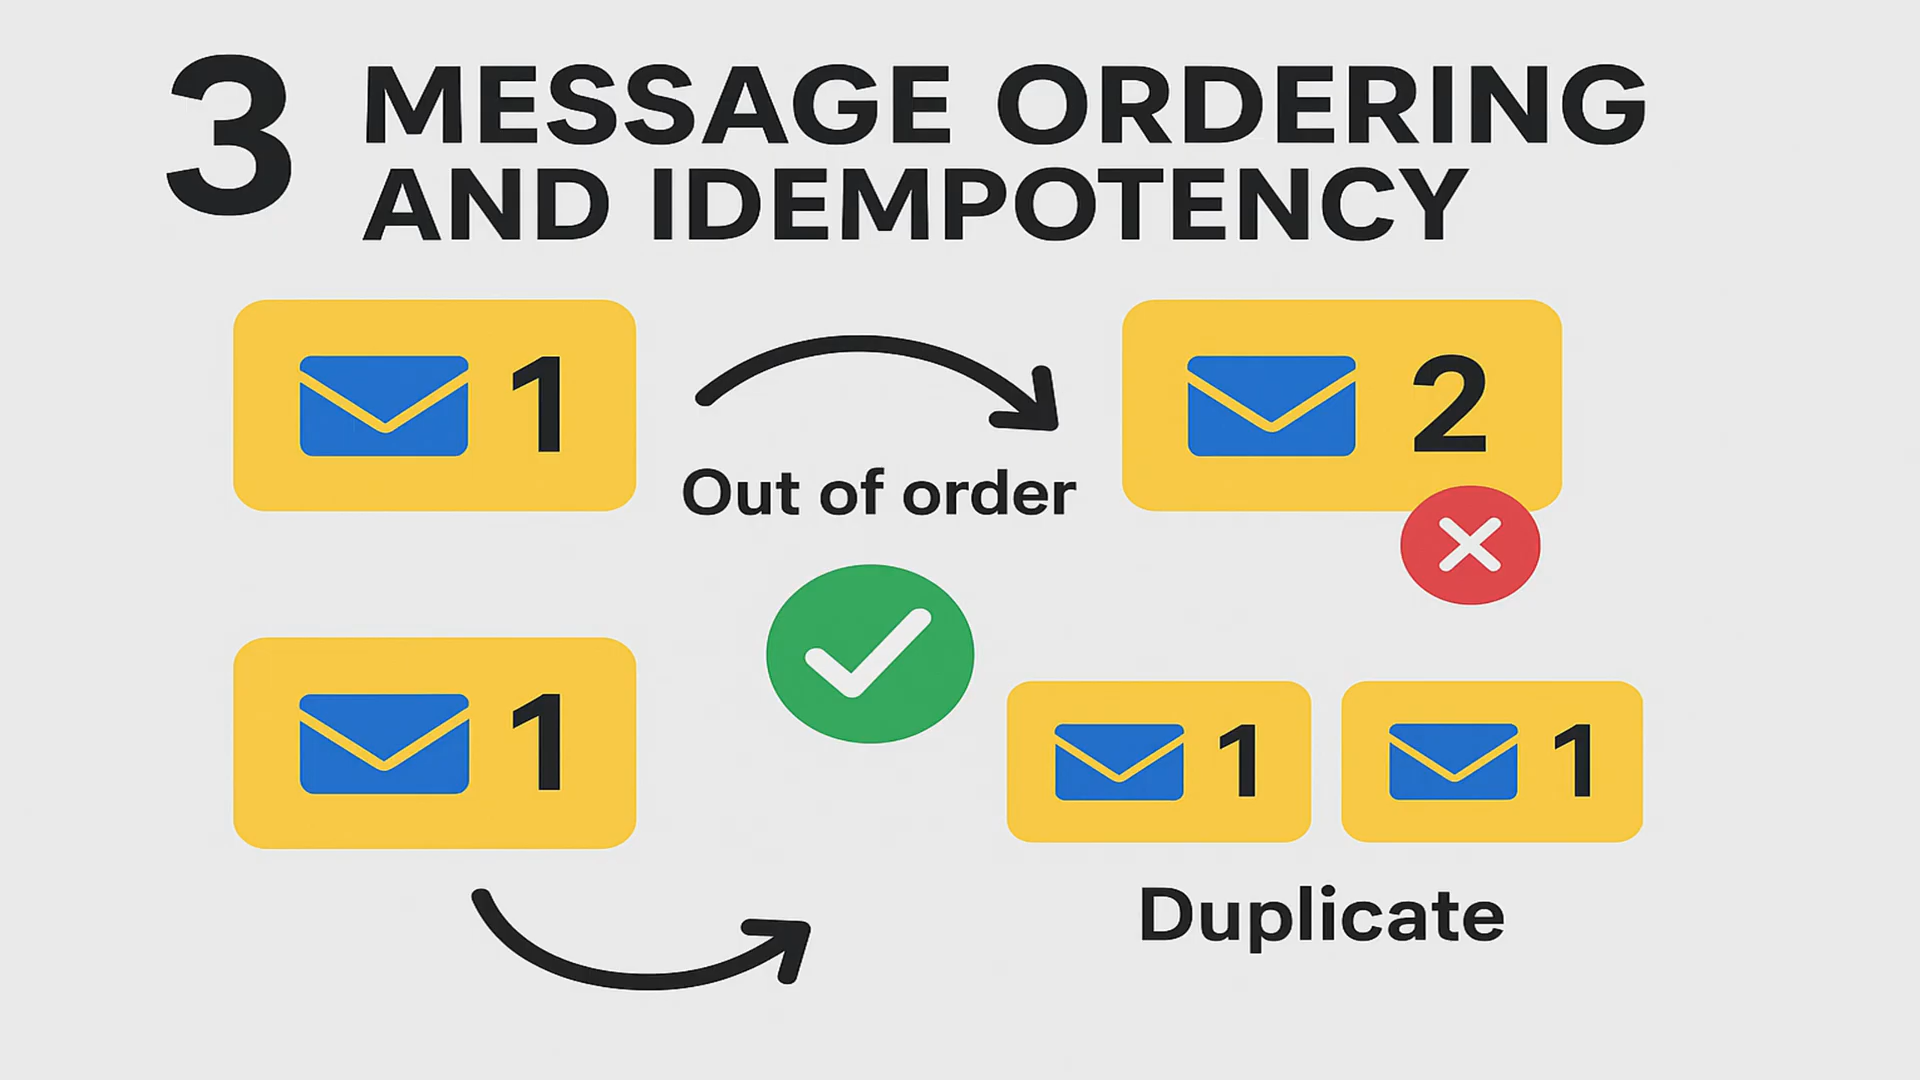 3 MESSAGE ORDERING
AND IDEMPOTENCY
1
2
Out of order
1
1
1
Duplicate